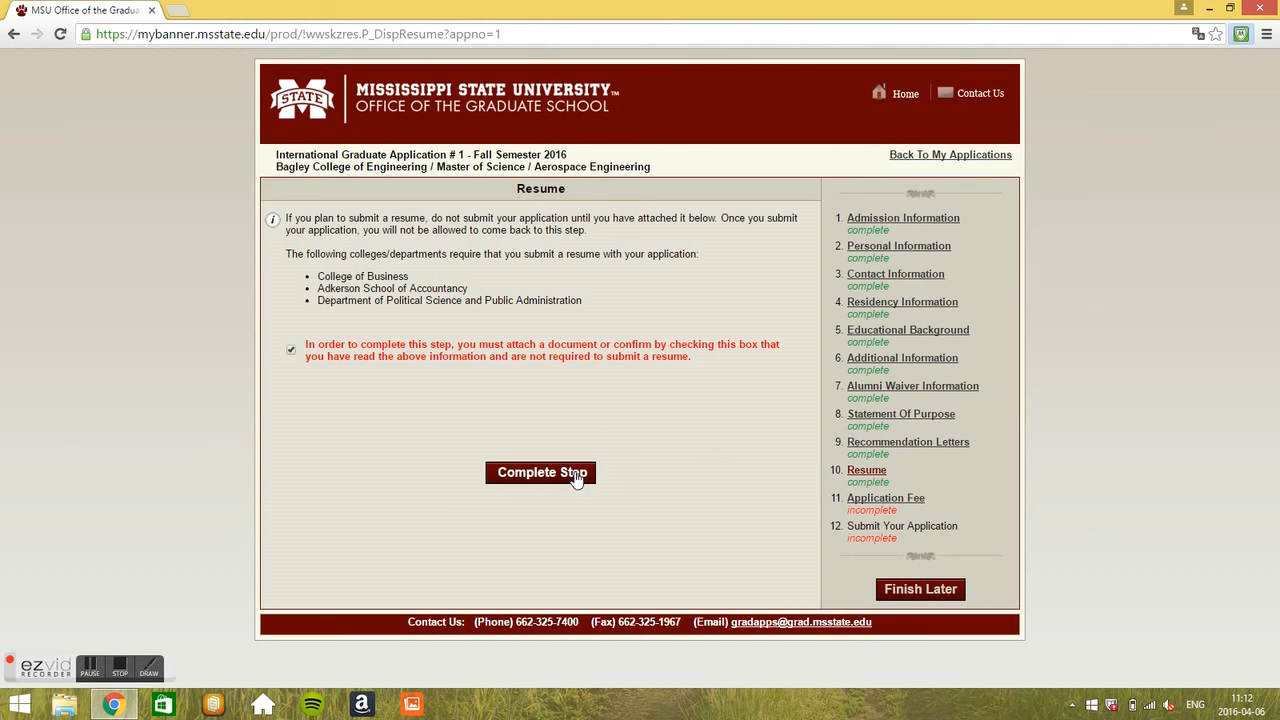 MSU Office of the Gradua
https://mybanner.msstate.edu/prod/!wwskzres.P_DispResume?appno=1
STATE
MISSISSIPPI STATE UNIVERSITY™
OFFICE OF THE GRADUATE SCHOOL
Home
Contact Us
International Graduate Application # 1 - Fall Semester 2016
Bagley College of Engineering / Master of Science / Aerospace Engineering
Back To My Applications
Resume
If you plan to submit a resume, do not submit your application until you have attached it below. Once you submit
your application, you will not be allowed to come back to this step.
The following colleges/departments require that you submit a resume with your application:
• College of Business
• Adkerson School of Accountancy
• Department of Political Science and Public Administration
In order to complete this step, you must attach a document or confirm by checking this box that
you have read the above information and are not required to submit a resume.
Complete Step
1. Admission Information
complete
2. Personal Information
complete
3. Contact Information
complete
4. Residency Information
complete
5. Educational Background
complete
6. Additional Information
complete
7. Alumni Waiver Information
complete
8. Statement Of Purpose
complete
9. Recommendation Letters
complete
10. Resume
complete
11. Application Fee
incomplete
12. Submit Your Application
incomplete
Finish Later
Contact Us: (Phone) 662-325-7400 (Fax) 662-325-1967 (Email) gradapps@grad.msstate.edu
ezvid
RECORDER
PAUSE
STOP
DRAW
ENG
11:12
2016-04-06